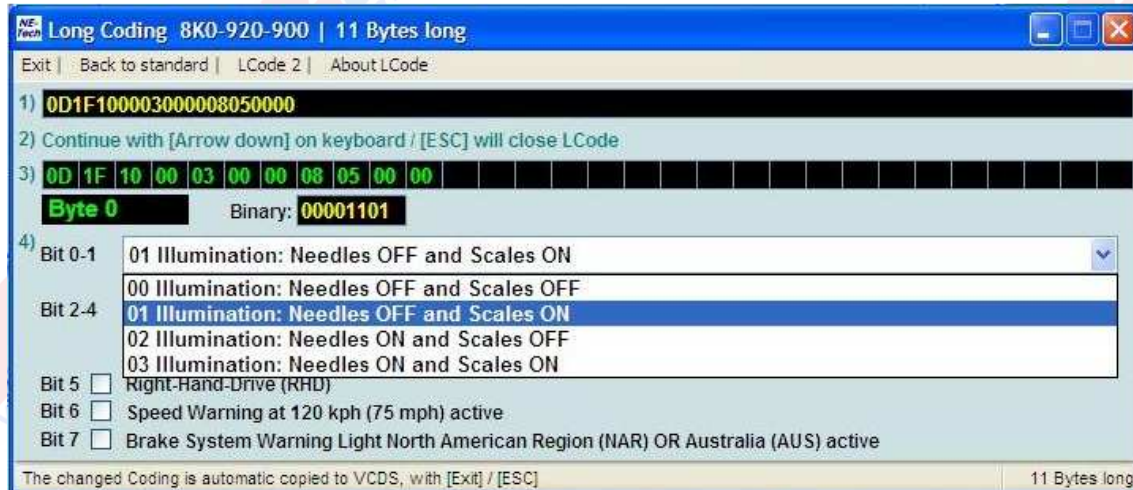 NE-Tech Long Coding 8K0-920-900 | 11 Bytes long
Exit | Back to standard | LCode 2 | About LCode
1) 0D1F100003000008050000
2) Continue with [Arrow down] on keyboard / [ESC] will close LCode
3) 0D 1F 10 00 03 00 00 08 05 00 00
Byte 0 Binary: 00001101
4) Bit 0-1 01 Illumination: Needles OFF and Scales ON
00 Illumination: Needles OFF and Scales OFF
Bit 2-4 01 Illumination: Needles OFF and Scales ON
02 Illumination: Needles ON and Scales OFF
03 Illumination: Needles ON and Scales ON
Bit 5 Right-Hand-Drive (RHD)
Bit 6 Speed Warning at 120 kph (75 mph) active
Bit 7 Brake System Warning Light North American Region (NAR) OR Australia (AUS) active
The changed Coding is automatic copied to VCDS, with [Exit] / [ESC] 11 Bytes long